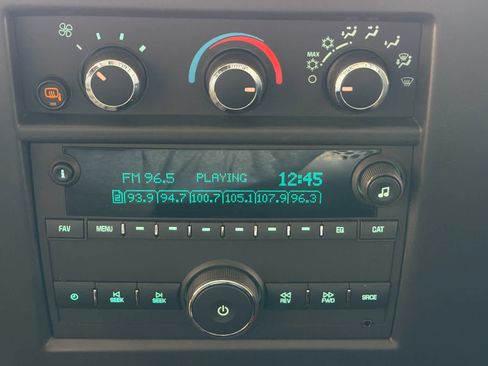 MAX
FM 96.5 PLAYING 12:45
2 93.9 94.7 100.7 105.1 107.9 96.3
FAV MENU EQ CAT
SEEK SEEK REV FWD SRCE